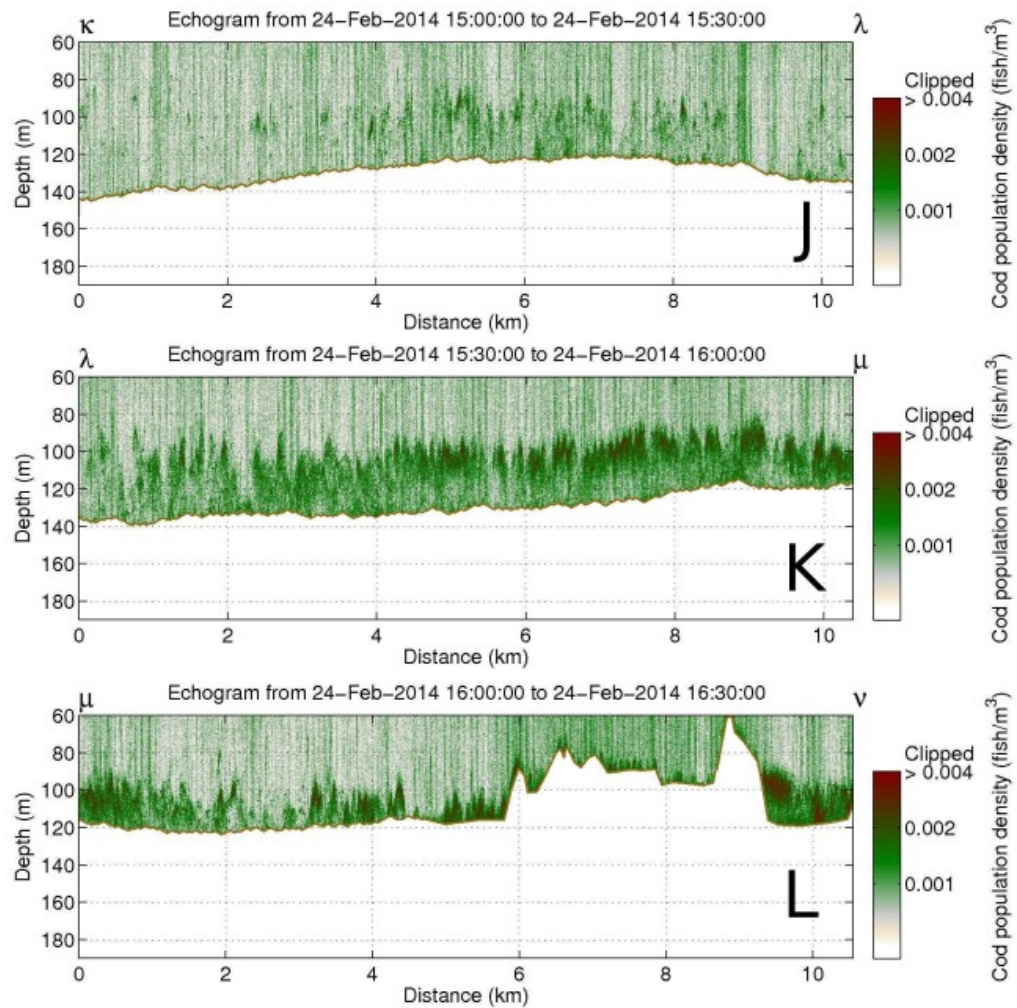 κ Echogram from 24-Feb-2014 15:00:00 to 24-Feb-2014 15:30:00 λ
Depth (m)
60
80
100
120
140
160
180
J
0 2 4 6 8 10
Distance (km)
Clipped
> 0.004
0.002
0.001
Cod population density (fish/m³)
λ Echogram from 24-Feb-2014 15:30:00 to 24-Feb-2014 16:00:00 μ
Depth (m)
60
80
100
120
140
160
180
K
0 2 4 6 8 10
Distance (km)
Clipped
> 0.004
0.002
0.001
Cod population density (fish/m³)
μ Echogram from 24-Feb-2014 16:00:00 to 24-Feb-2014 16:30:00 ν
Depth (m)
60
80
100
120
140
160
180
L
0 2 4 6 8 10
Distance (km)
Clipped
> 0.004
0.002
0.001
Cod population density (fish/m³)